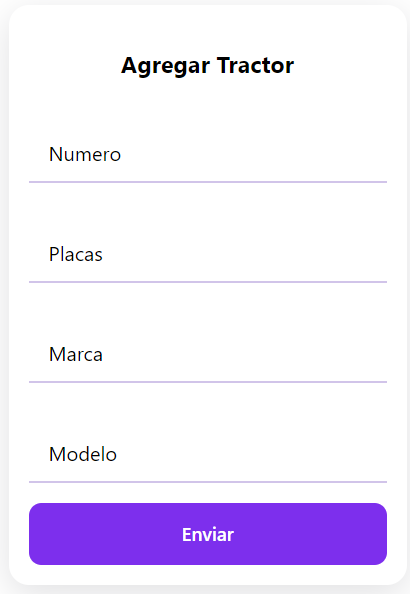 Agregar Tractor
Numero
Placas
Marca
Modelo
Enviar